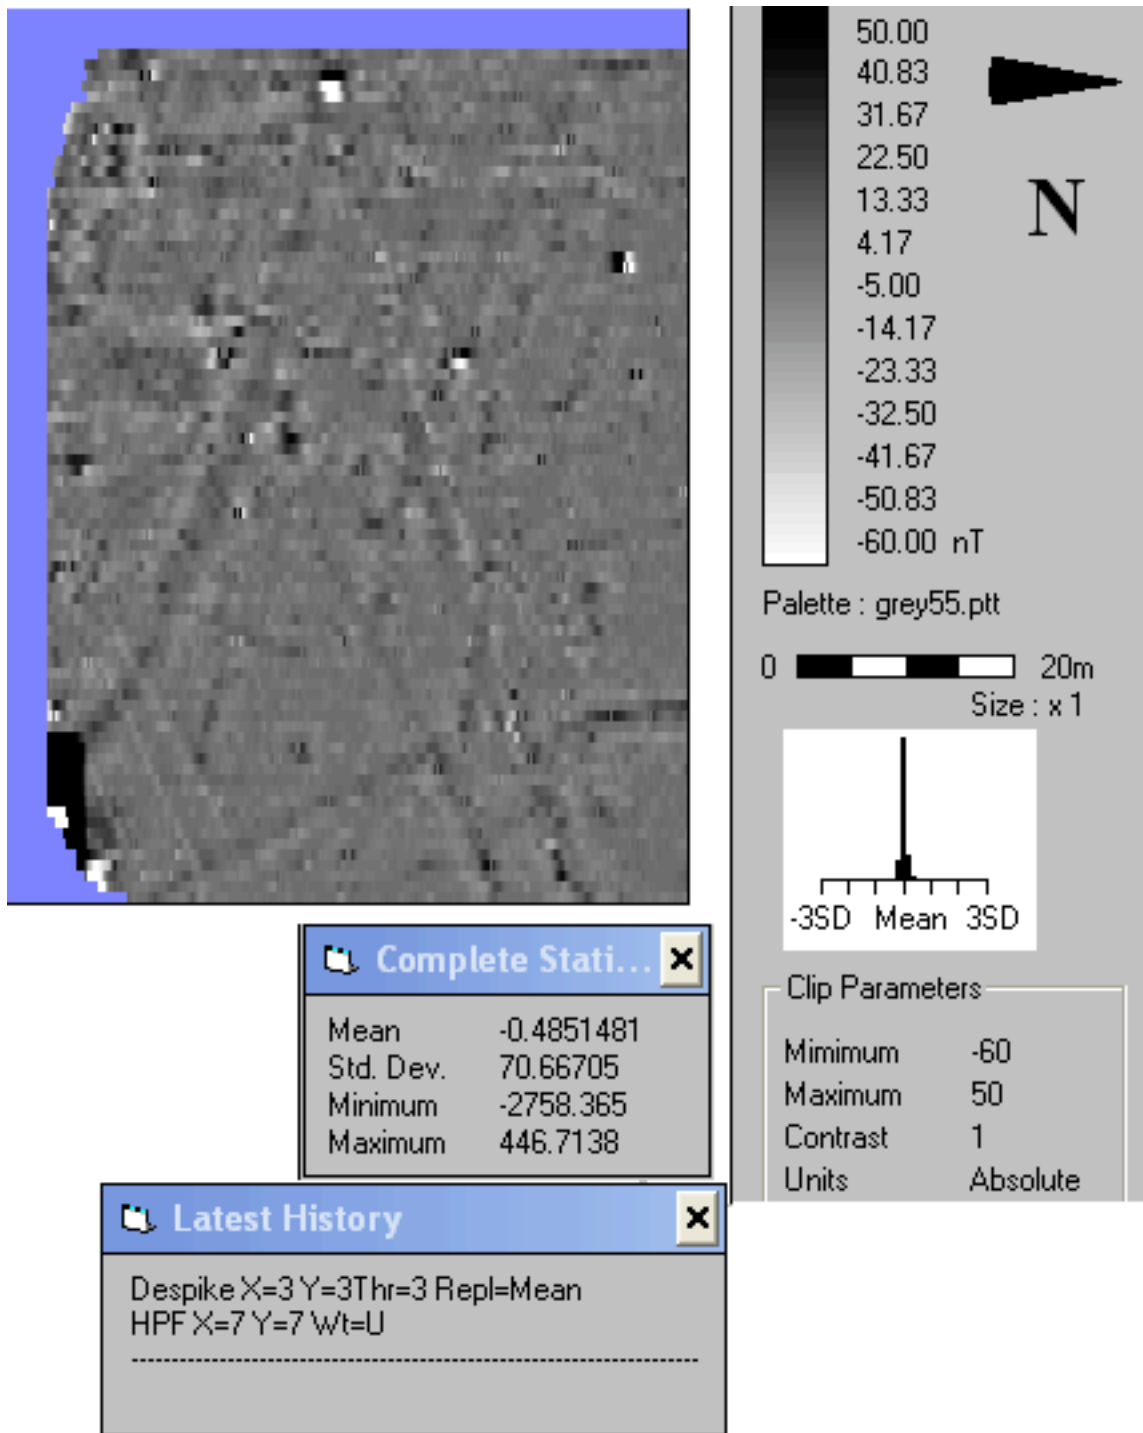 50.00
40.83
31.67
22.50
13.33
4.17
-5.00
-14.17
-23.33
-32.50
-41.67
-50.83
-60.00 nT
N
Palette : grey55.ptt
0 20m
Size : x 1
-3SD Mean 3SD
Clip Parameters
Mimimum -60
Maximum 50
Contrast 1
Units Absolute
Complete Stati...
Mean -0.4851481
Std. Dev. 70.66705
Minimum -2758.365
Maximum 446.7138
Latest History
Despike X=3 Y=3Thr=3 Repl=Mean
HPF X=7 Y=7 Wt=U
--------------------------------------------------------------------------------